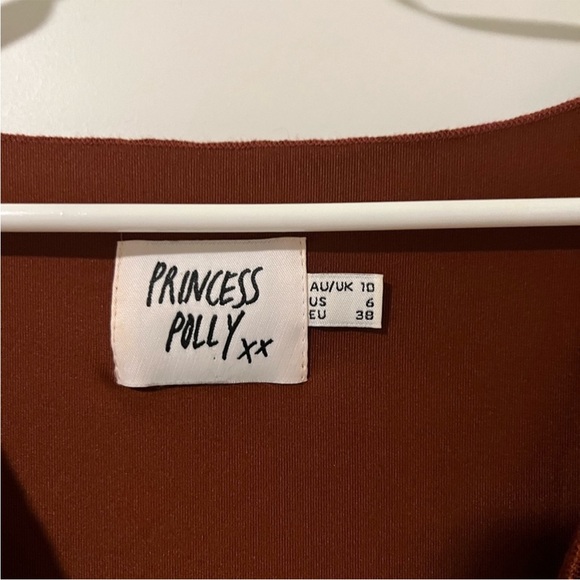 PRINCESS
POLLY xx
AU/UK 10
US 6
EU 38